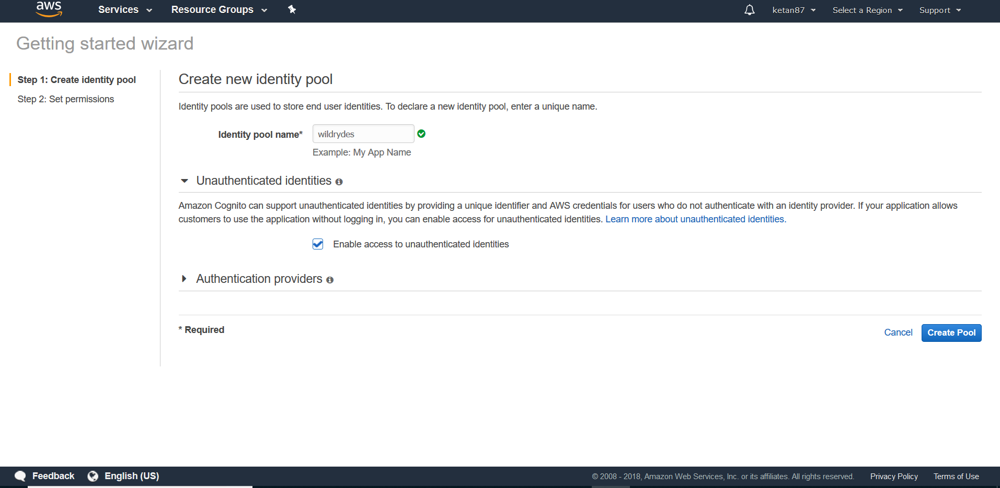 aws Services Resource Groups ketan87 Select a Region Support
Getting started wizard
Step 1: Create identity pool
Step 2: Set permissions
Create new identity pool
Identity pools are used to store end user identities. To declare a new identity pool, enter a unique name.
Identity pool name* wildrydes
Example: My App Name
Unauthenticated identities
Amazon Cognito can support unauthenticated identities by providing a unique identifier and AWS credentials for users who do not authenticate with an identity provider. If your application allows
customers to use the application without logging in, you can enable access for unauthenticated identities. Learn more about unauthenticated identities.
Enable access to unauthenticated identities
Authentication providers
* Required
Cancel Create Pool
Feedback English (US) © 2008 - 2018, Amazon Web Services, Inc. or its affiliates. All rights reserved. Privacy Policy Terms of Use